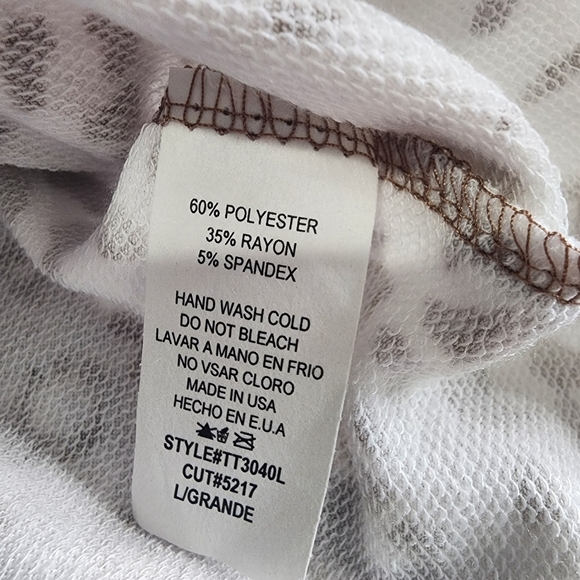 60% POLYESTER
35% RAYON
5% SPANDEX
HAND WASH COLD
DO NOT BLEACH
LAVAR A MANO EN FRIO
NO VSAR CLORO
MADE IN USA
HECHO EN E.U.A
STYLE#TT3040L
CUT#5217
L/GRANDE